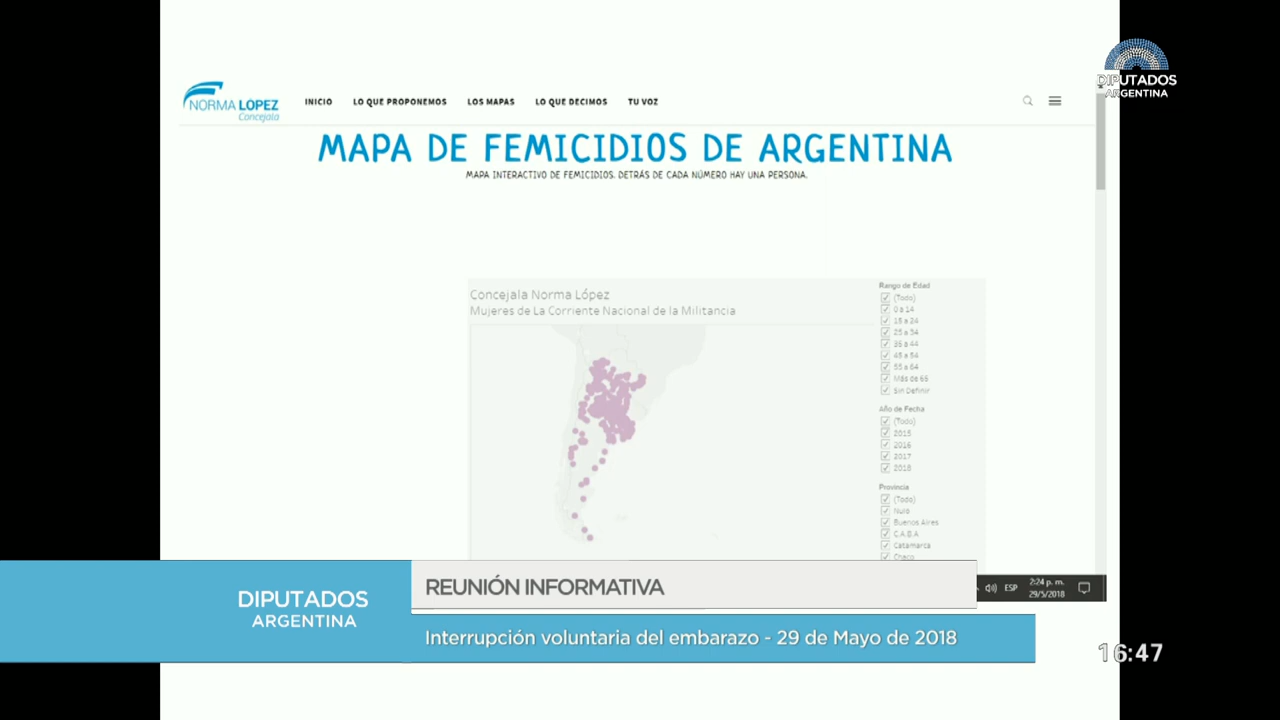 DIPUTADOS
ARGENTINA
NORMA LOPEZ
Concejala
INICIO LO QUE PROPONEMOS LOS MAPAS LO QUE DECIMOS TU VOZ
MAPA DE FEMICIDIOS DE ARGENTINA
MAPA INTERACTIVO DE FEMICIDIOS. DETRÁS DE CADA NÚMERO HAY UNA PERSONA.
Concejala Norma López
Mujeres de La Corriente Nacional de la Militancia
Rango de Edad
(Todo)
0 a 14
15 a 24
25 a 34
35 a 44
45 a 54
55 a 64
Más de 65
Sin Definir
Año de Fecha
(Todo)
2015
2016
2017
2018
Provincia
(Todo)
Nulo
Buenos Aires
C.A.B.A
Catamarca
Chaco
ESP
2:24 p. m.
29/5/2018
DIPUTADOS
ARGENTINA
REUNIÓN INFORMATIVA
Interrupción voluntaria del embarazo - 29 de Mayo de 2018
16:47